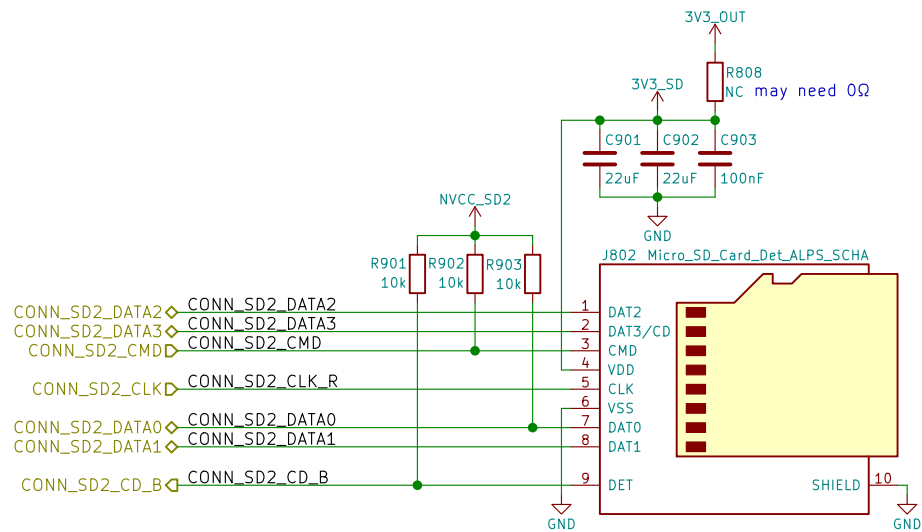 3V3_OUT
R808
3V3_SD
NC may need 0Ω
C901 C902 C903
22uF 22uF 100nF
NVCC_SD2
GND
J802 Micro_SD_Card_Det_ALPS_SCHA
R901 R902 R903
10k 10k 10k
CONN_SD2_DATA2 CONN_SD2_DATA2 1 DAT2
CONN_SD2_DATA3 CONN_SD2_DATA3 2 DAT3/CD
CONN_SD2_CMD CONN_SD2_CMD 3 CMD
4 VDD
CONN_SD2_CLK CONN_SD2_CLK_R 5 CLK
6 VSS
CONN_SD2_DATA0 CONN_SD2_DATA0 7 DAT0
CONN_SD2_DATA1 CONN_SD2_DATA1 8 DAT1
CONN_SD2_CD_B CONN_SD2_CD_B 9 DET SHIELD 10
GND GND